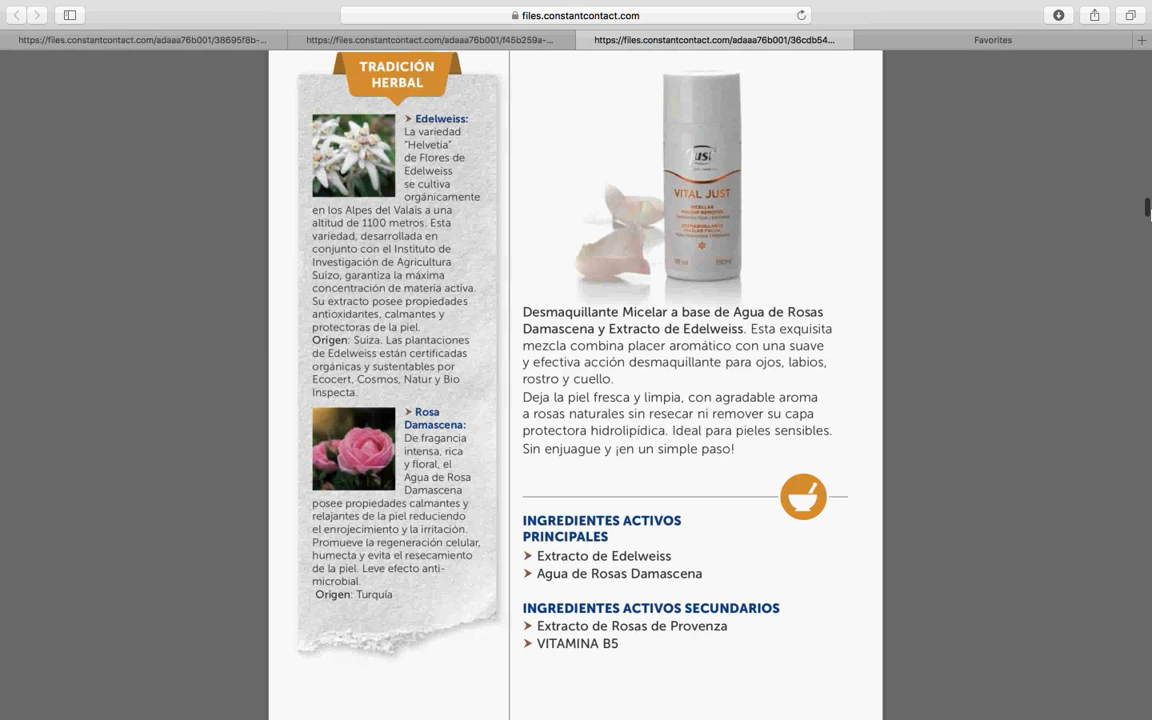 files.constantcontact.com
https://files.constantcontact.com/adaaa76b001/38695f8b-...
https://files.constantcontact.com/adaaa76b001/f45b259a-...
https://files.constantcontact.com/adaaa76b001/36cdb54...
Favorites
TRADICIÓN
HERBAL
➤ Edelweiss:
La variedad
“Helvetia”
de Flores de
Edelweiss
se cultiva
orgánicamente
en los Alpes del Valais a una
altitud de 1100 metros. Esta
variedad, desarrollada en
conjunto con el Instituto de
Investigación de Agricultura
Suizo, garantiza la máxima
concentración de materia activa.
Su extracto posee propiedades
antioxidantes, calmantes y
protectoras de la piel.
Origen: Suiza. Las plantaciones
de Edelweiss están certificadas
orgánicas y sustentables por
Ecocert, Cosmos, Natur y Bio
Inspecta.
➤ Rosa
Damascena:
De fragancia
intensa, rica
y floral, el
Agua de Rosa
Damascena
posee propiedades calmantes y
relajantes de la piel reduciendo
el enrojecimiento y la irritación.
Promueve la regeneración celular,
humecta y evita el resecamiento
de la piel. Leve efecto anti-
microbial.
Origen: Turquía
Just
VITAL JUST
MICELLAR
MAKEUP REMOVER
DESMAQUILLANTE
MICELAR FACIAL
Desmaquillante Micelar a base de Agua de Rosas
Damascena y Extracto de Edelweiss. Esta exquisita
mezcla combina placer aromático con una suave
y efectiva acción desmaquillante para ojos, labios,
rostro y cuello.
Deja la piel fresca y limpia, con agradable aroma
a rosas naturales sin resecar ni remover su capa
protectora hidrolipídica. Ideal para pieles sensibles.
Sin enjuague y ¡en un simple paso!
INGREDIENTES ACTIVOS
PRINCIPALES
➤ Extracto de Edelweiss
➤ Agua de Rosas Damascena
INGREDIENTES ACTIVOS SECUNDARIOS
➤ Extracto de Rosas de Provenza
➤ VITAMINA B5